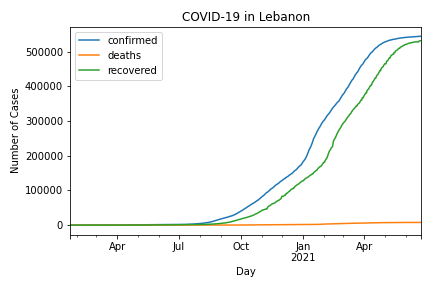 COVID-19 in Lebanon
confirmed
deaths
recovered
Number of Cases
500000
400000
300000
200000
100000
0
Apr Jul Oct Jan Apr
2021
Day